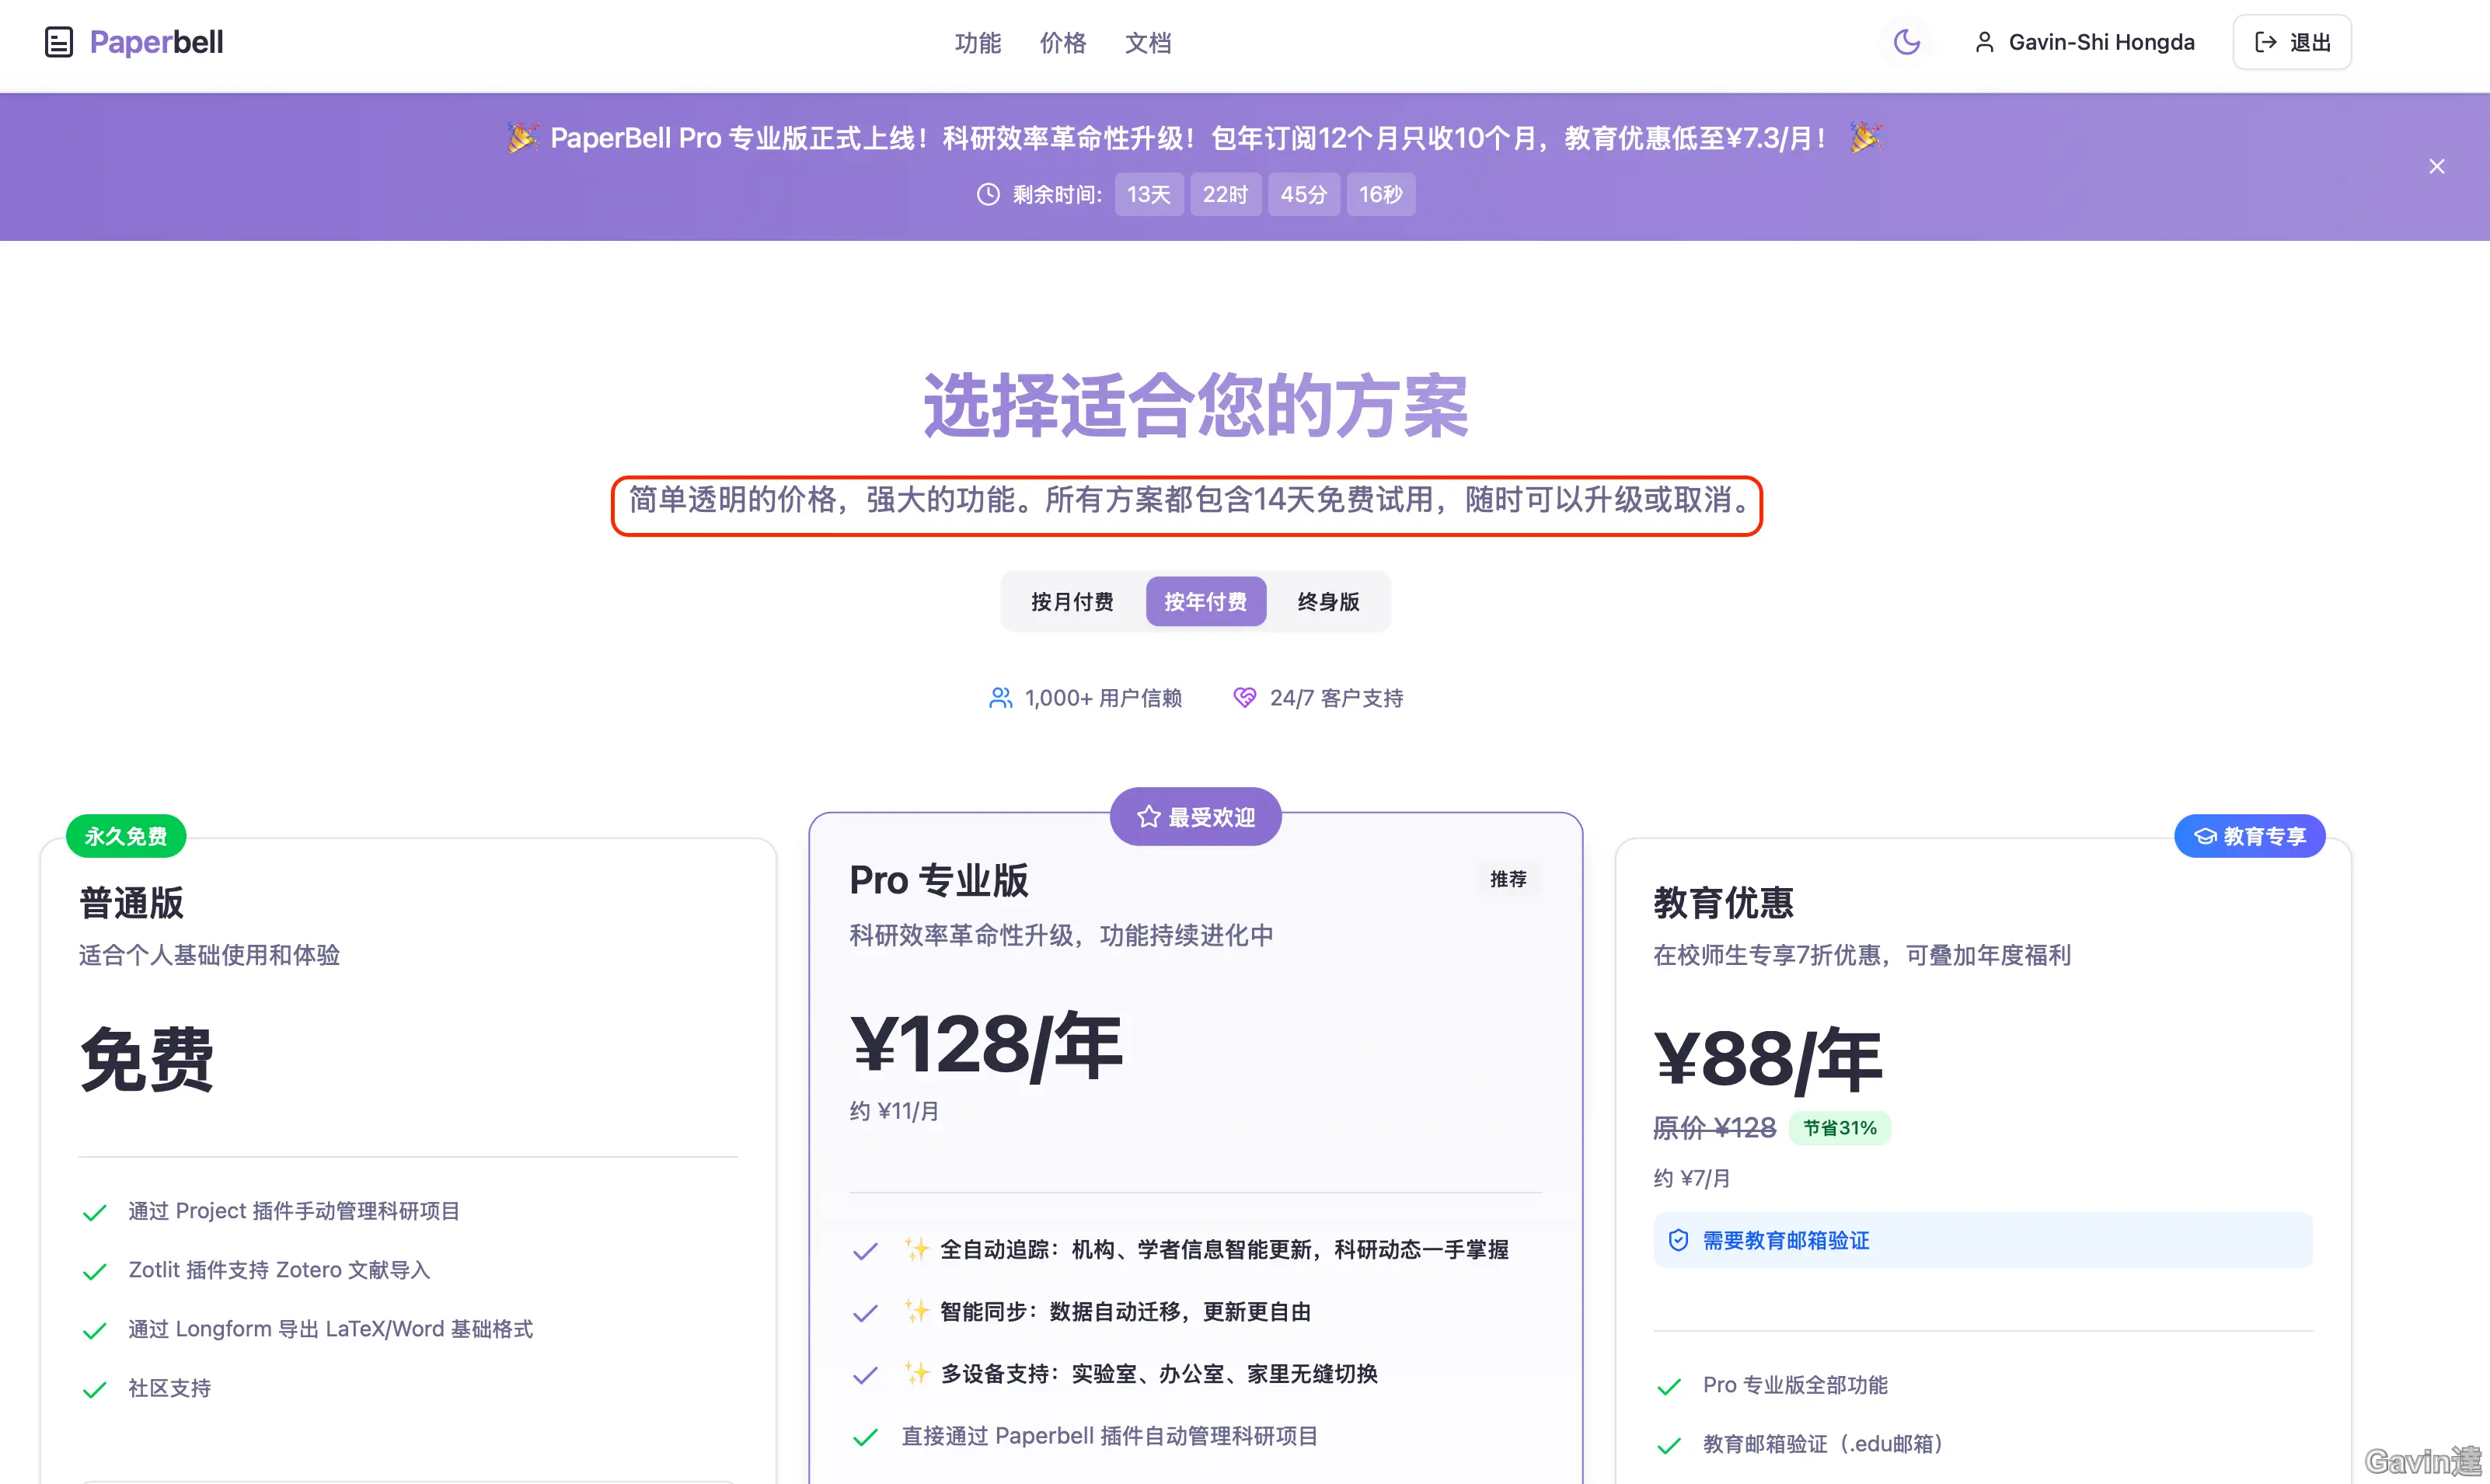 Paperbell
功能 价格 文档
Gavin-Shi Hongda
退出
🎉 PaperBell Pro 专业版正式上线！科研效率革命性升级！包年订阅12个月只收10个月，教育优惠低至¥7.3/月！ 🎉
剩余时间: 13天 22时 45分 16秒
选择适合您的方案
简单透明的价格，强大的功能。所有方案都包含14天免费试用，随时可以升级或取消。
按月付费 按年付费 终身版
1,000+ 用户信赖 24/7 客户支持
永久免费
普通版
适合个人基础使用和体验
免费
通过 Project 插件手动管理科研项目
Zotlit 插件支持 Zotero 文献导入
通过 Longform 导出 LaTeX/Word 基础格式
社区支持
最受欢迎
Pro 专业版
推荐
科研效率革命性升级，功能持续进化中
¥128/年
约 ¥11/月
✨ 全自动追踪：机构、学者信息智能更新，科研动态一手掌握
✨ 智能同步：数据自动迁移，更新更自由
✨ 多设备支持：实验室、办公室、家里无缝切换
直接通过 Paperbell 插件自动管理科研项目
教育专享
教育优惠
在校师生专享7折优惠，可叠加年度福利
¥88/年
原价 ¥128 节省31%
约 ¥7/月
需要教育邮箱验证
Pro 专业版全部功能
教育邮箱验证（.edu邮箱）
Gavin達